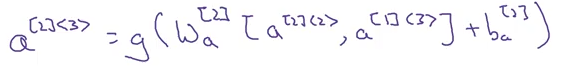 a^[2]<3> = g(W_a^[2] [a^[2]<2>, a^[1]<3>] + b_a^[2])